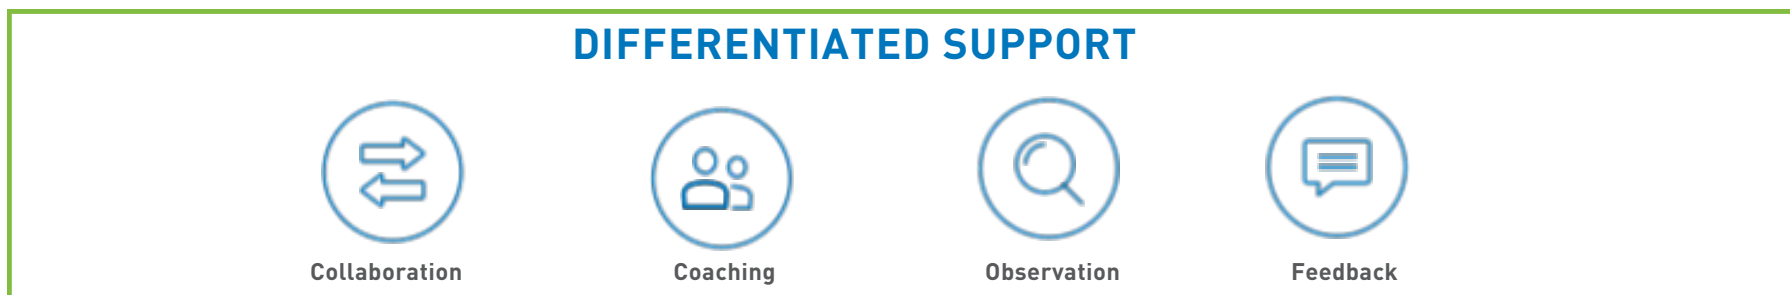 DIFFERENTIATED SUPPORT
Collaboration
Coaching
Observation
Feedback